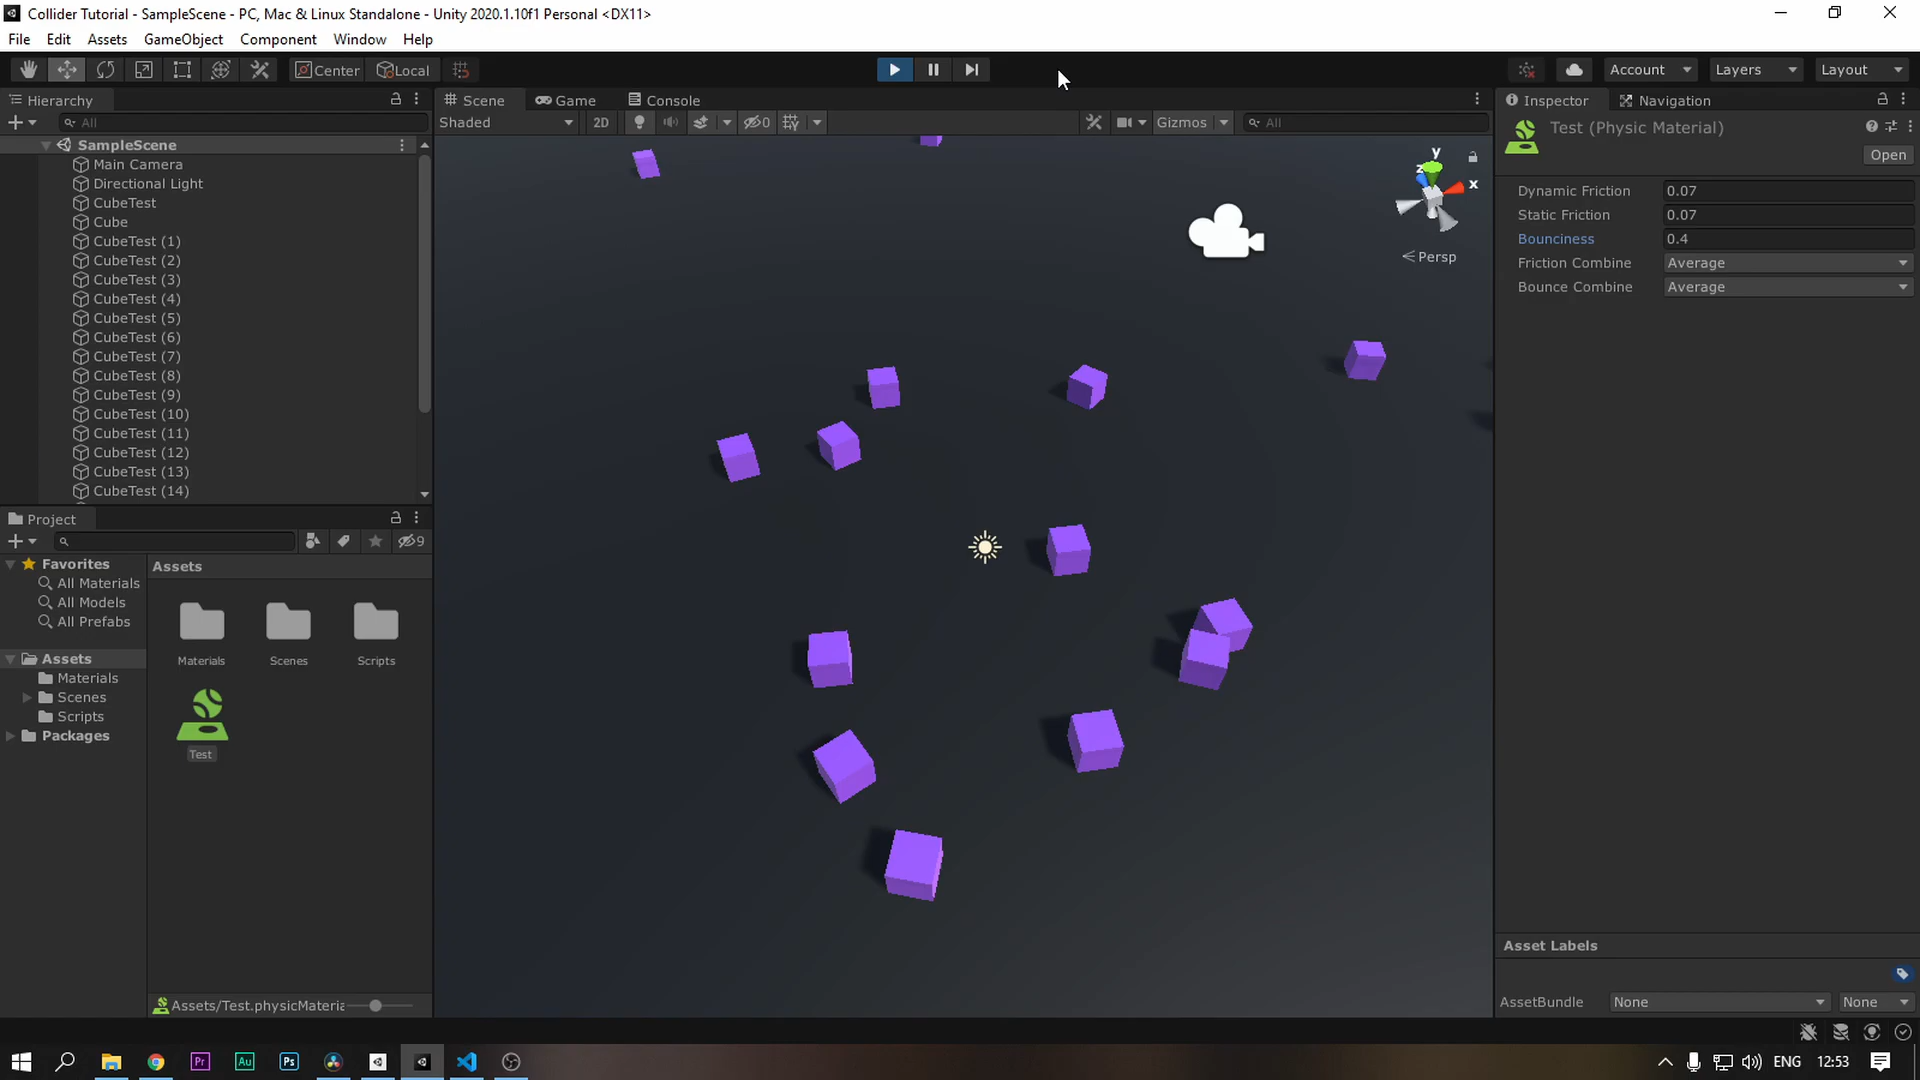 Collider Tutorial - SampleScene - PC, Mac & Linux Standalone - Unity 2020.1.10f1 Personal <DX11>
File Edit Assets GameObject Component Window Help
Center Local
Account Layers Layout
Hierarchy
All
SampleScene
Main Camera
Directional Light
CubeTest
Cube
CubeTest (1)
CubeTest (2)
CubeTest (3)
CubeTest (4)
CubeTest (5)
CubeTest (6)
CubeTest (7)
CubeTest (8)
CubeTest (9)
CubeTest (10)
CubeTest (11)
CubeTest (12)
CubeTest (13)
CubeTest (14)
Scene Game Console
Shaded 2D 0 Gizmos All
y
z x
Persp
Inspector Navigation
Test (Physic Material)
Open
Dynamic Friction 0.07
Static Friction 0.07
Bounciness 0.4
Friction Combine Average
Bounce Combine Average
Asset Labels
AssetBundle None None
Project
9
Favorites
All Materials
All Models
All Prefabs
Assets
Materials
Scenes
Scripts
Packages
Assets
Materials Scenes Scripts
Test
Assets/Test.physicMateria
Pr Au Ps
ENG 12:53